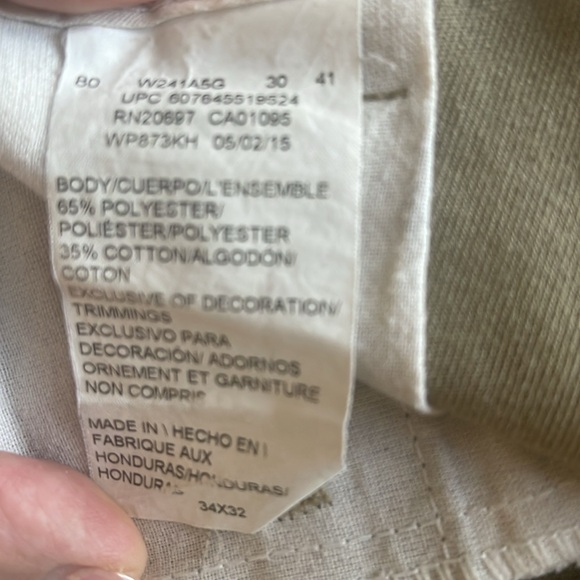 80 W241A5G 30 41
UPC 607645519524
RN20697 CA01095
WP873KH 05/02/15
BODY/CUERPO/L'ENSEMBLE
65% POLYESTER/
POLIÉSTER/POLYESTER
35% COTTON/ALGODÓN/
COTON
EXCLUSIVE OF DECORATION/
TRIMMINGS
EXCLUSIVO PARA
DECORACIÓN/ ADORNOS
ORNEMENT ET GARNITURE
NON COMPRIS
MADE IN \ HECHO EN \
FABRIQUE AUX
HONDURAS/HONDURAS/
HONDURAS
34X32